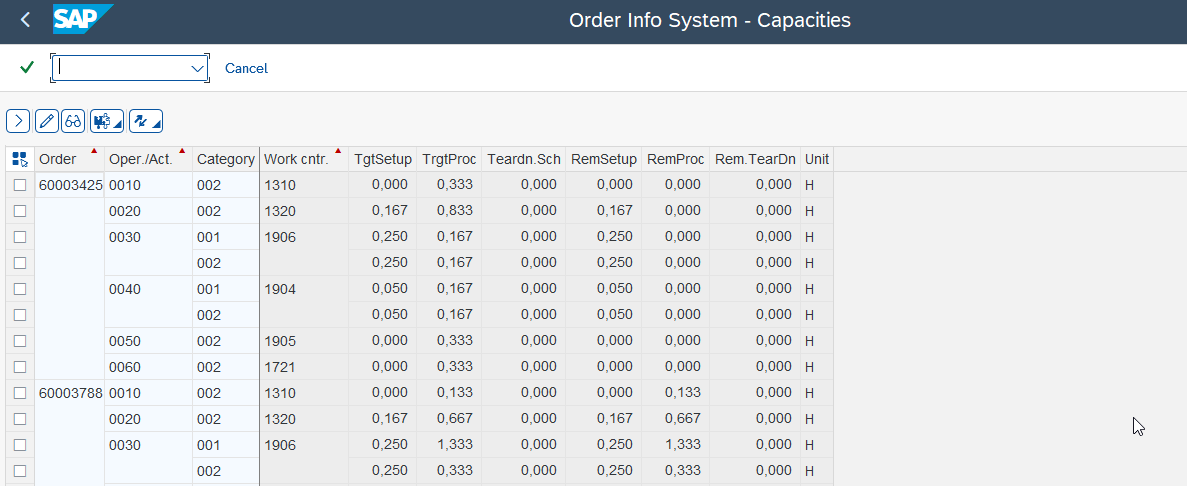 SAP Order Info System - Capacities
Cancel
Order Oper./Act. Category Work cntr. TgtSetup TrgtProc Teardn.Sch RemSetup RemProc Rem.TearDn Unit
60003425 0010 002 1310 0,000 0,333 0,000 0,000 0,000 0,000 H
0020 002 1320 0,167 0,833 0,000 0,167 0,000 0,000 H
0030 001 1906 0,250 0,167 0,000 0,250 0,000 0,000 H
002 0,250 0,167 0,000 0,250 0,000 0,000 H
0040 001 1904 0,050 0,167 0,000 0,050 0,000 0,000 H
002 0,050 0,167 0,000 0,050 0,000 0,000 H
0050 002 1905 0,000 0,333 0,000 0,000 0,000 0,000 H
0060 002 1721 0,000 0,333 0,000 0,000 0,000 0,000 H
60003788 0010 002 1310 0,000 0,133 0,000 0,000 0,133 0,000 H
0020 002 1320 0,167 0,667 0,000 0,167 0,667 0,000 H
0030 001 1906 0,250 1,333 0,000 0,250 1,333 0,000 H
002 0,250 0,333 0,000 0,250 0,333 0,000 H